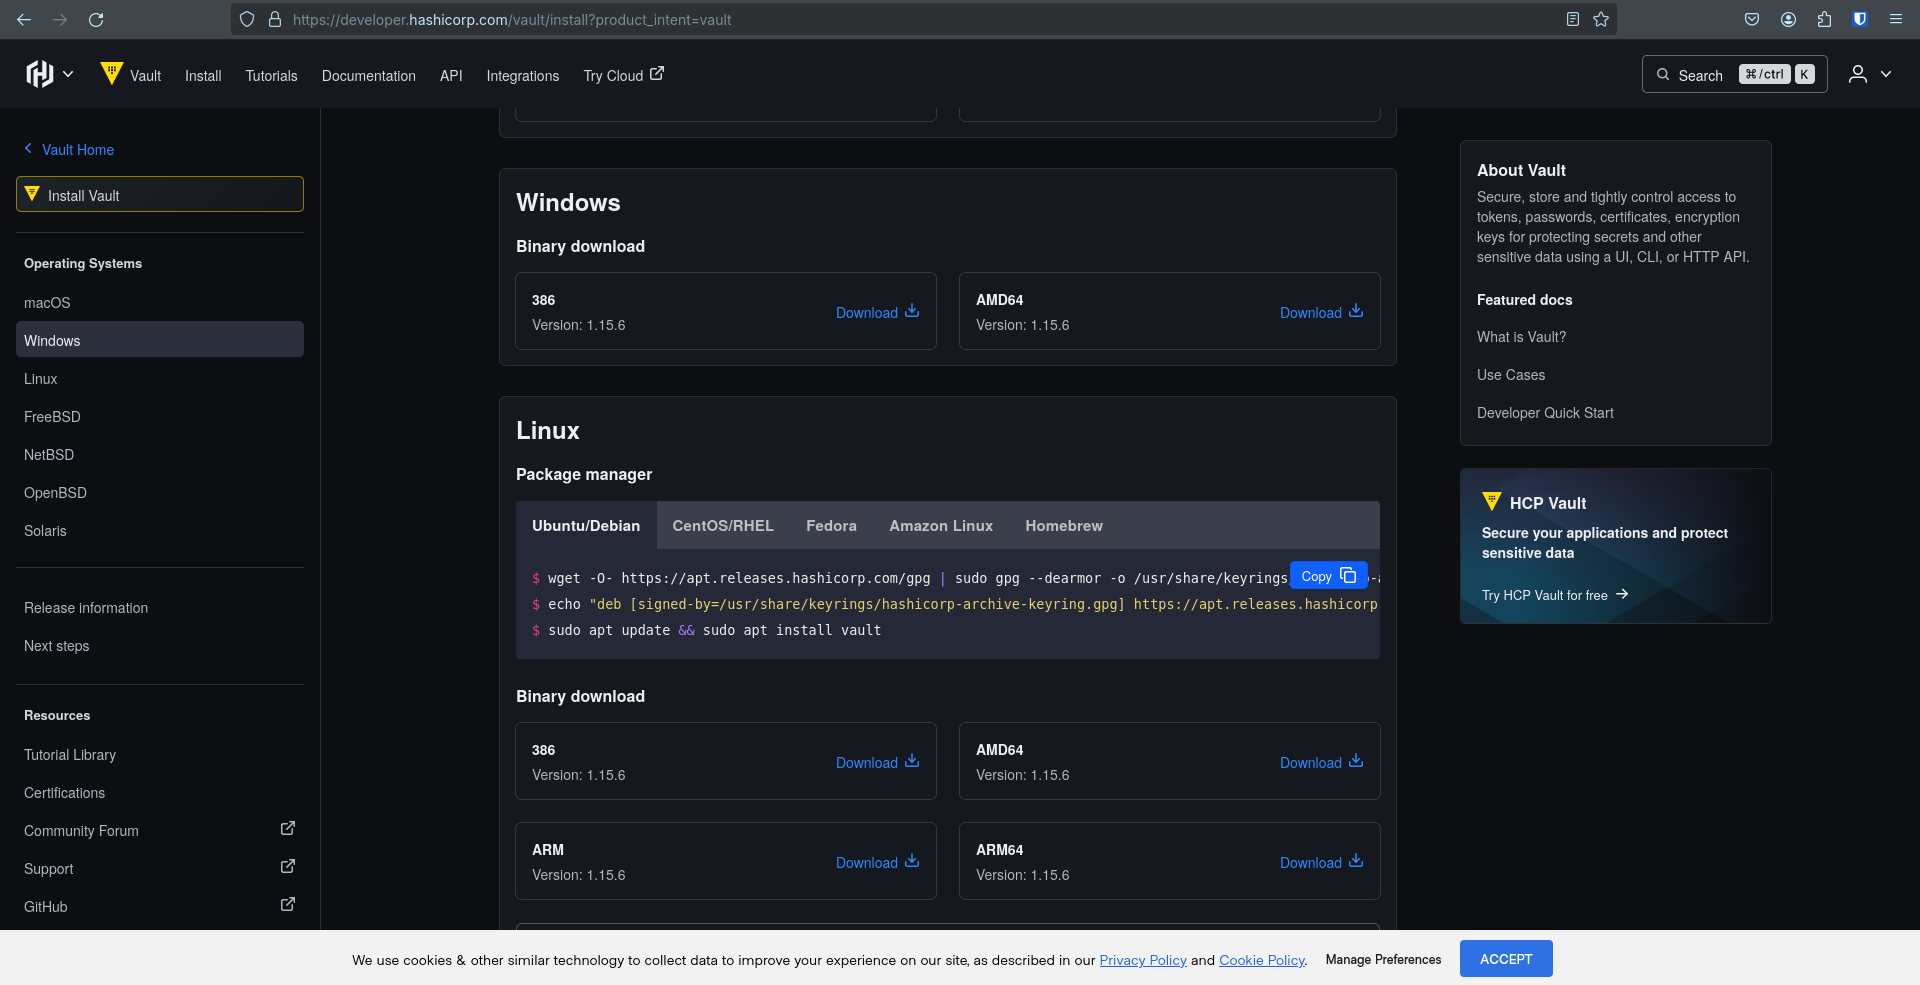 https://developer.hashicorp.com/vault/install?product_intent=vault
Vault
Install
Tutorials
Documentation
API
Integrations
Try Cloud
Search
⌘/ctrl
K
Vault Home
Install Vault
Operating Systems
macOS
Windows
Linux
FreeBSD
NetBSD
OpenBSD
Solaris
Release information
Next steps
Resources
Tutorial Library
Certifications
Community Forum
Support
GitHub
Windows
Binary download
386
Version: 1.15.6
Download
AMD64
Version: 1.15.6
Download
Linux
Package manager
Ubuntu/Debian
CentOS/RHEL
Fedora
Amazon Linux
Homebrew
$ wget -O- https://apt.releases.hashicorp.com/gpg | sudo gpg --dearmor -o /usr/share/keyrings
Copy
$ echo "deb [signed-by=/usr/share/keyrings/hashicorp-archive-keyring.gpg] https://apt.releases.hashicorp
$ sudo apt update && sudo apt install vault
Binary download
386
Version: 1.15.6
Download
AMD64
Version: 1.15.6
Download
ARM
Version: 1.15.6
Download
ARM64
Version: 1.15.6
Download
About Vault
Secure, store and tightly control access to
tokens, passwords, certificates, encryption
keys for protecting secrets and other
sensitive data using a UI, CLI, or HTTP API.
Featured docs
What is Vault?
Use Cases
Developer Quick Start
HCP Vault
Secure your applications and protect
sensitive data
Try HCP Vault for free
We use cookies & other similar technology to collect data to improve your experience on our site, as described in our Privacy Policy and Cookie Policy.
Manage Preferences
ACCEPT